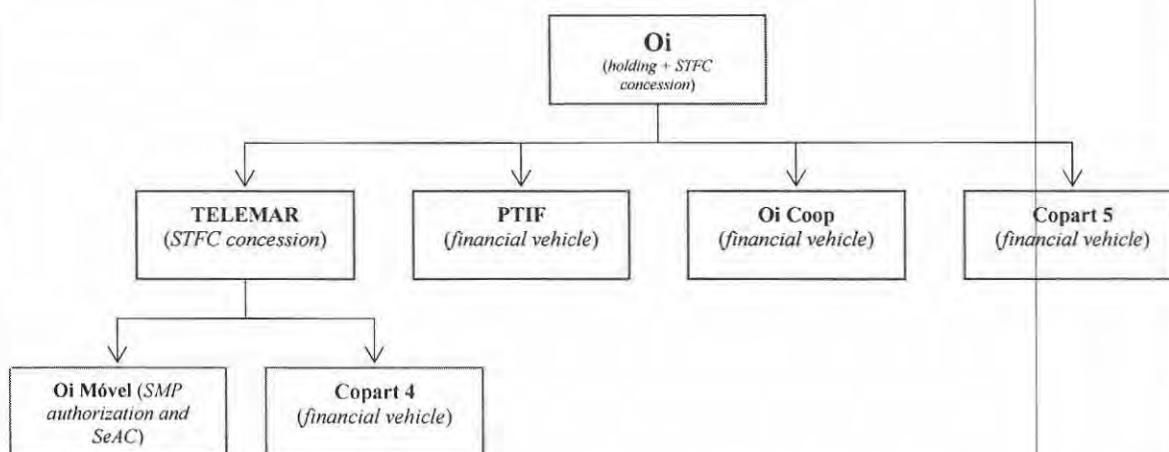 Oi
(holding + STFC
concession)
TELEMAR
(STFC concession)
PTIF
(financial vehicle)
Oi Coop
(financial vehicle)
Copart 5
(financial vehicle)
Oi Móvel (SMP
authorization and
SeAC)
Copart 4
(financial vehicle)